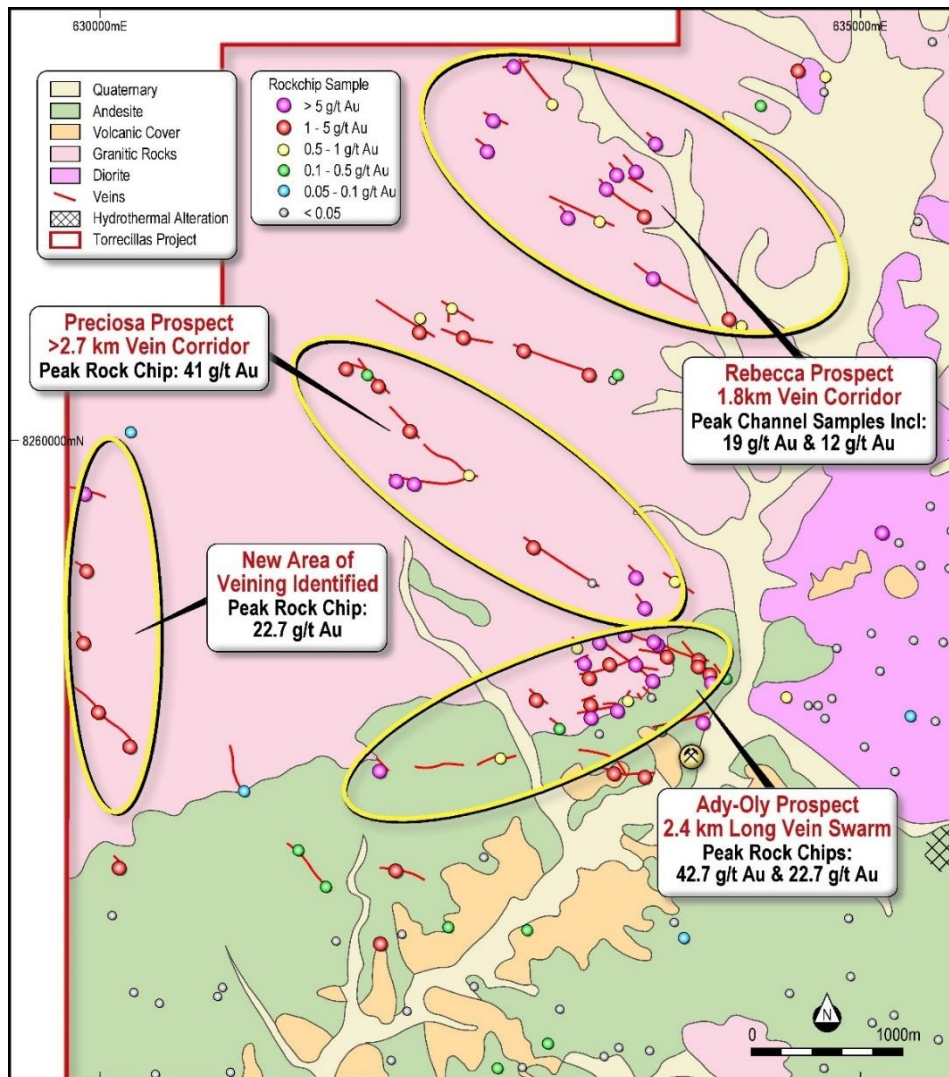 630000mE
635000mE
8260000mN
Quaternary
Andesite
Volcanic Cover
Granitic Rocks
Diorite
Veins
Hydrothermal Alteration
Torrecillas Project
Rockchip Sample
> 5 g/t Au
1 - 5 g/t Au
0.5 - 1 g/t Au
0.1 - 0.5 g/t Au
0.05 - 0.1 g/t Au
< 0.05
Preciosa Prospect
>2.7 km Vein Corridor
Peak Rock Chip: 41 g/t Au
Rebecca Prospect
1.8km Vein Corridor
Peak Channel Samples Incl:
19 g/t Au & 12 g/t Au
New Area of
Veining Identified
Peak Rock Chip:
22.7 g/t Au
Ady-Oly Prospect
2.4 km Long Vein Swarm
Peak Rock Chips:
42.7 g/t Au & 22.7 g/t Au
N
0 1000m